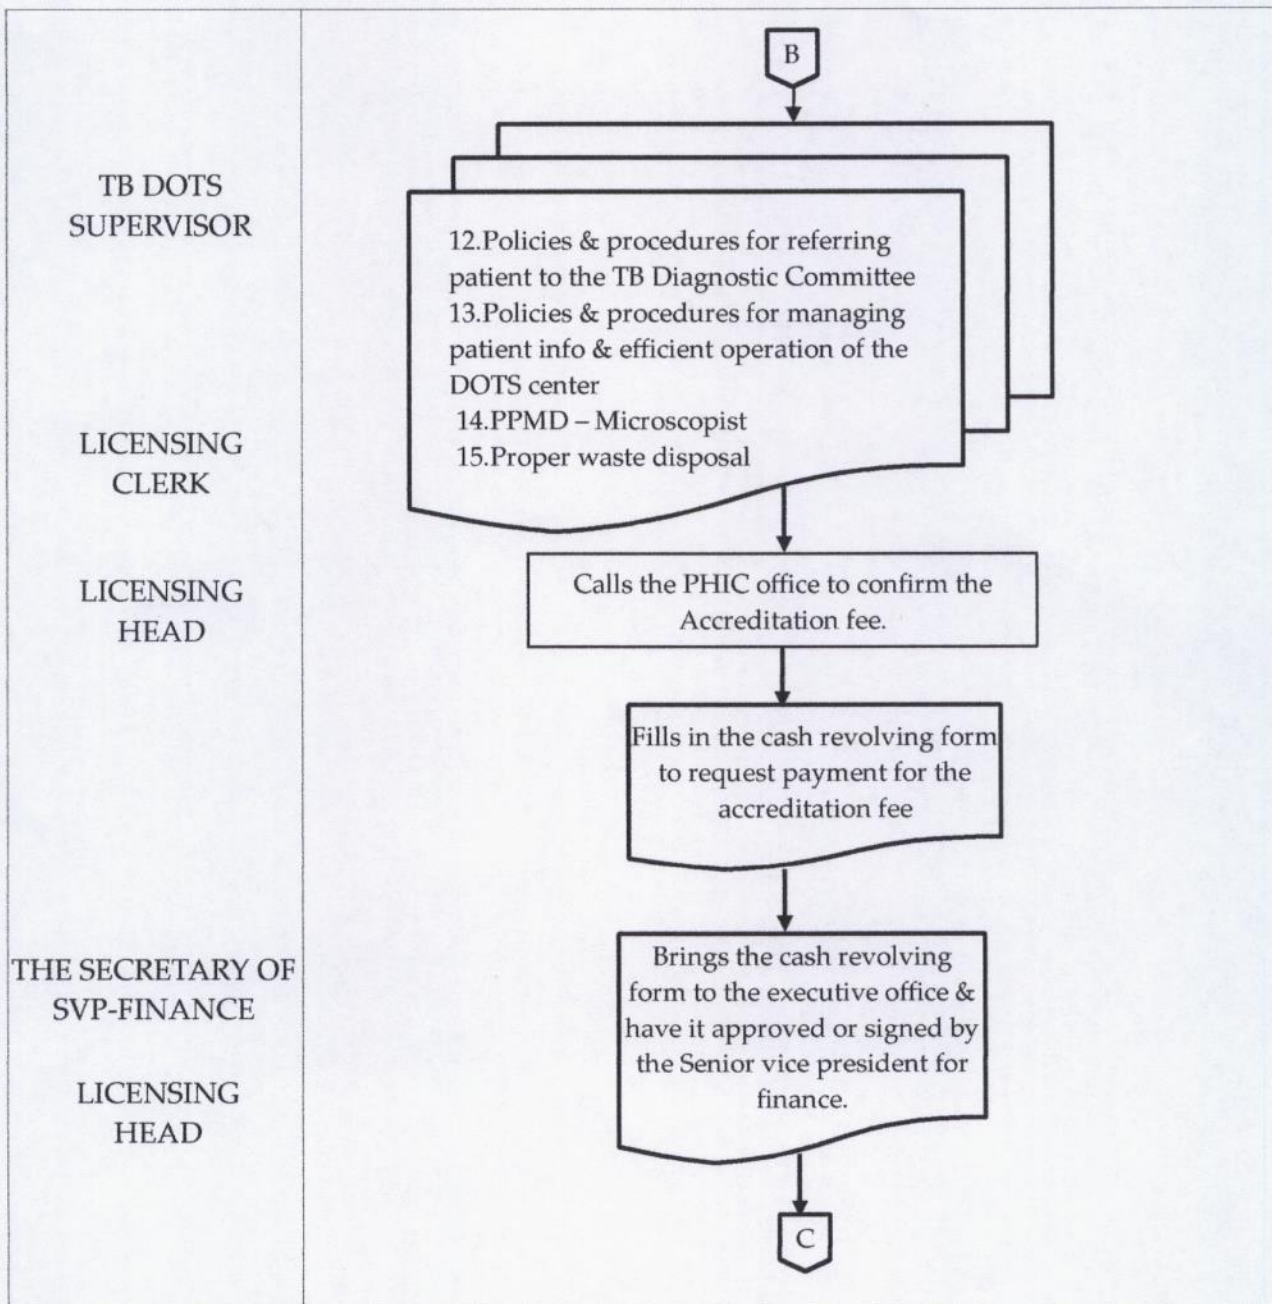 B
TB DOTS
SUPERVISOR
12.Policies & procedures for referring
patient to the TB Diagnostic Committee
13.Policies & procedures for managing
patient info & efficient operation of the
DOTS center
14.PPMD – Microscopist
15.Proper waste disposal
LICENSING
CLERK
LICENSING
HEAD
Calls the PHIC office to confirm the
Accreditation fee.
Fills in the cash revolving form
to request payment for the
accreditation fee
THE SECRETARY OF
SVP-FINANCE
LICENSING
HEAD
Brings the cash revolving
form to the executive office &
have it approved or signed by
the Senior vice president for
finance.
C